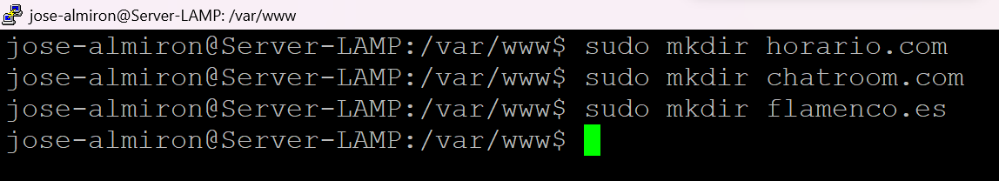 jose-almiron@Server-LAMP: /var/www
jose-almiron@Server-LAMP:/var/www$ sudo mkdir horario.com
jose-almiron@Server-LAMP:/var/www$ sudo mkdir chatroom.com
jose-almiron@Server-LAMP:/var/www$ sudo mkdir flamenco.es
jose-almiron@Server-LAMP:/var/www$